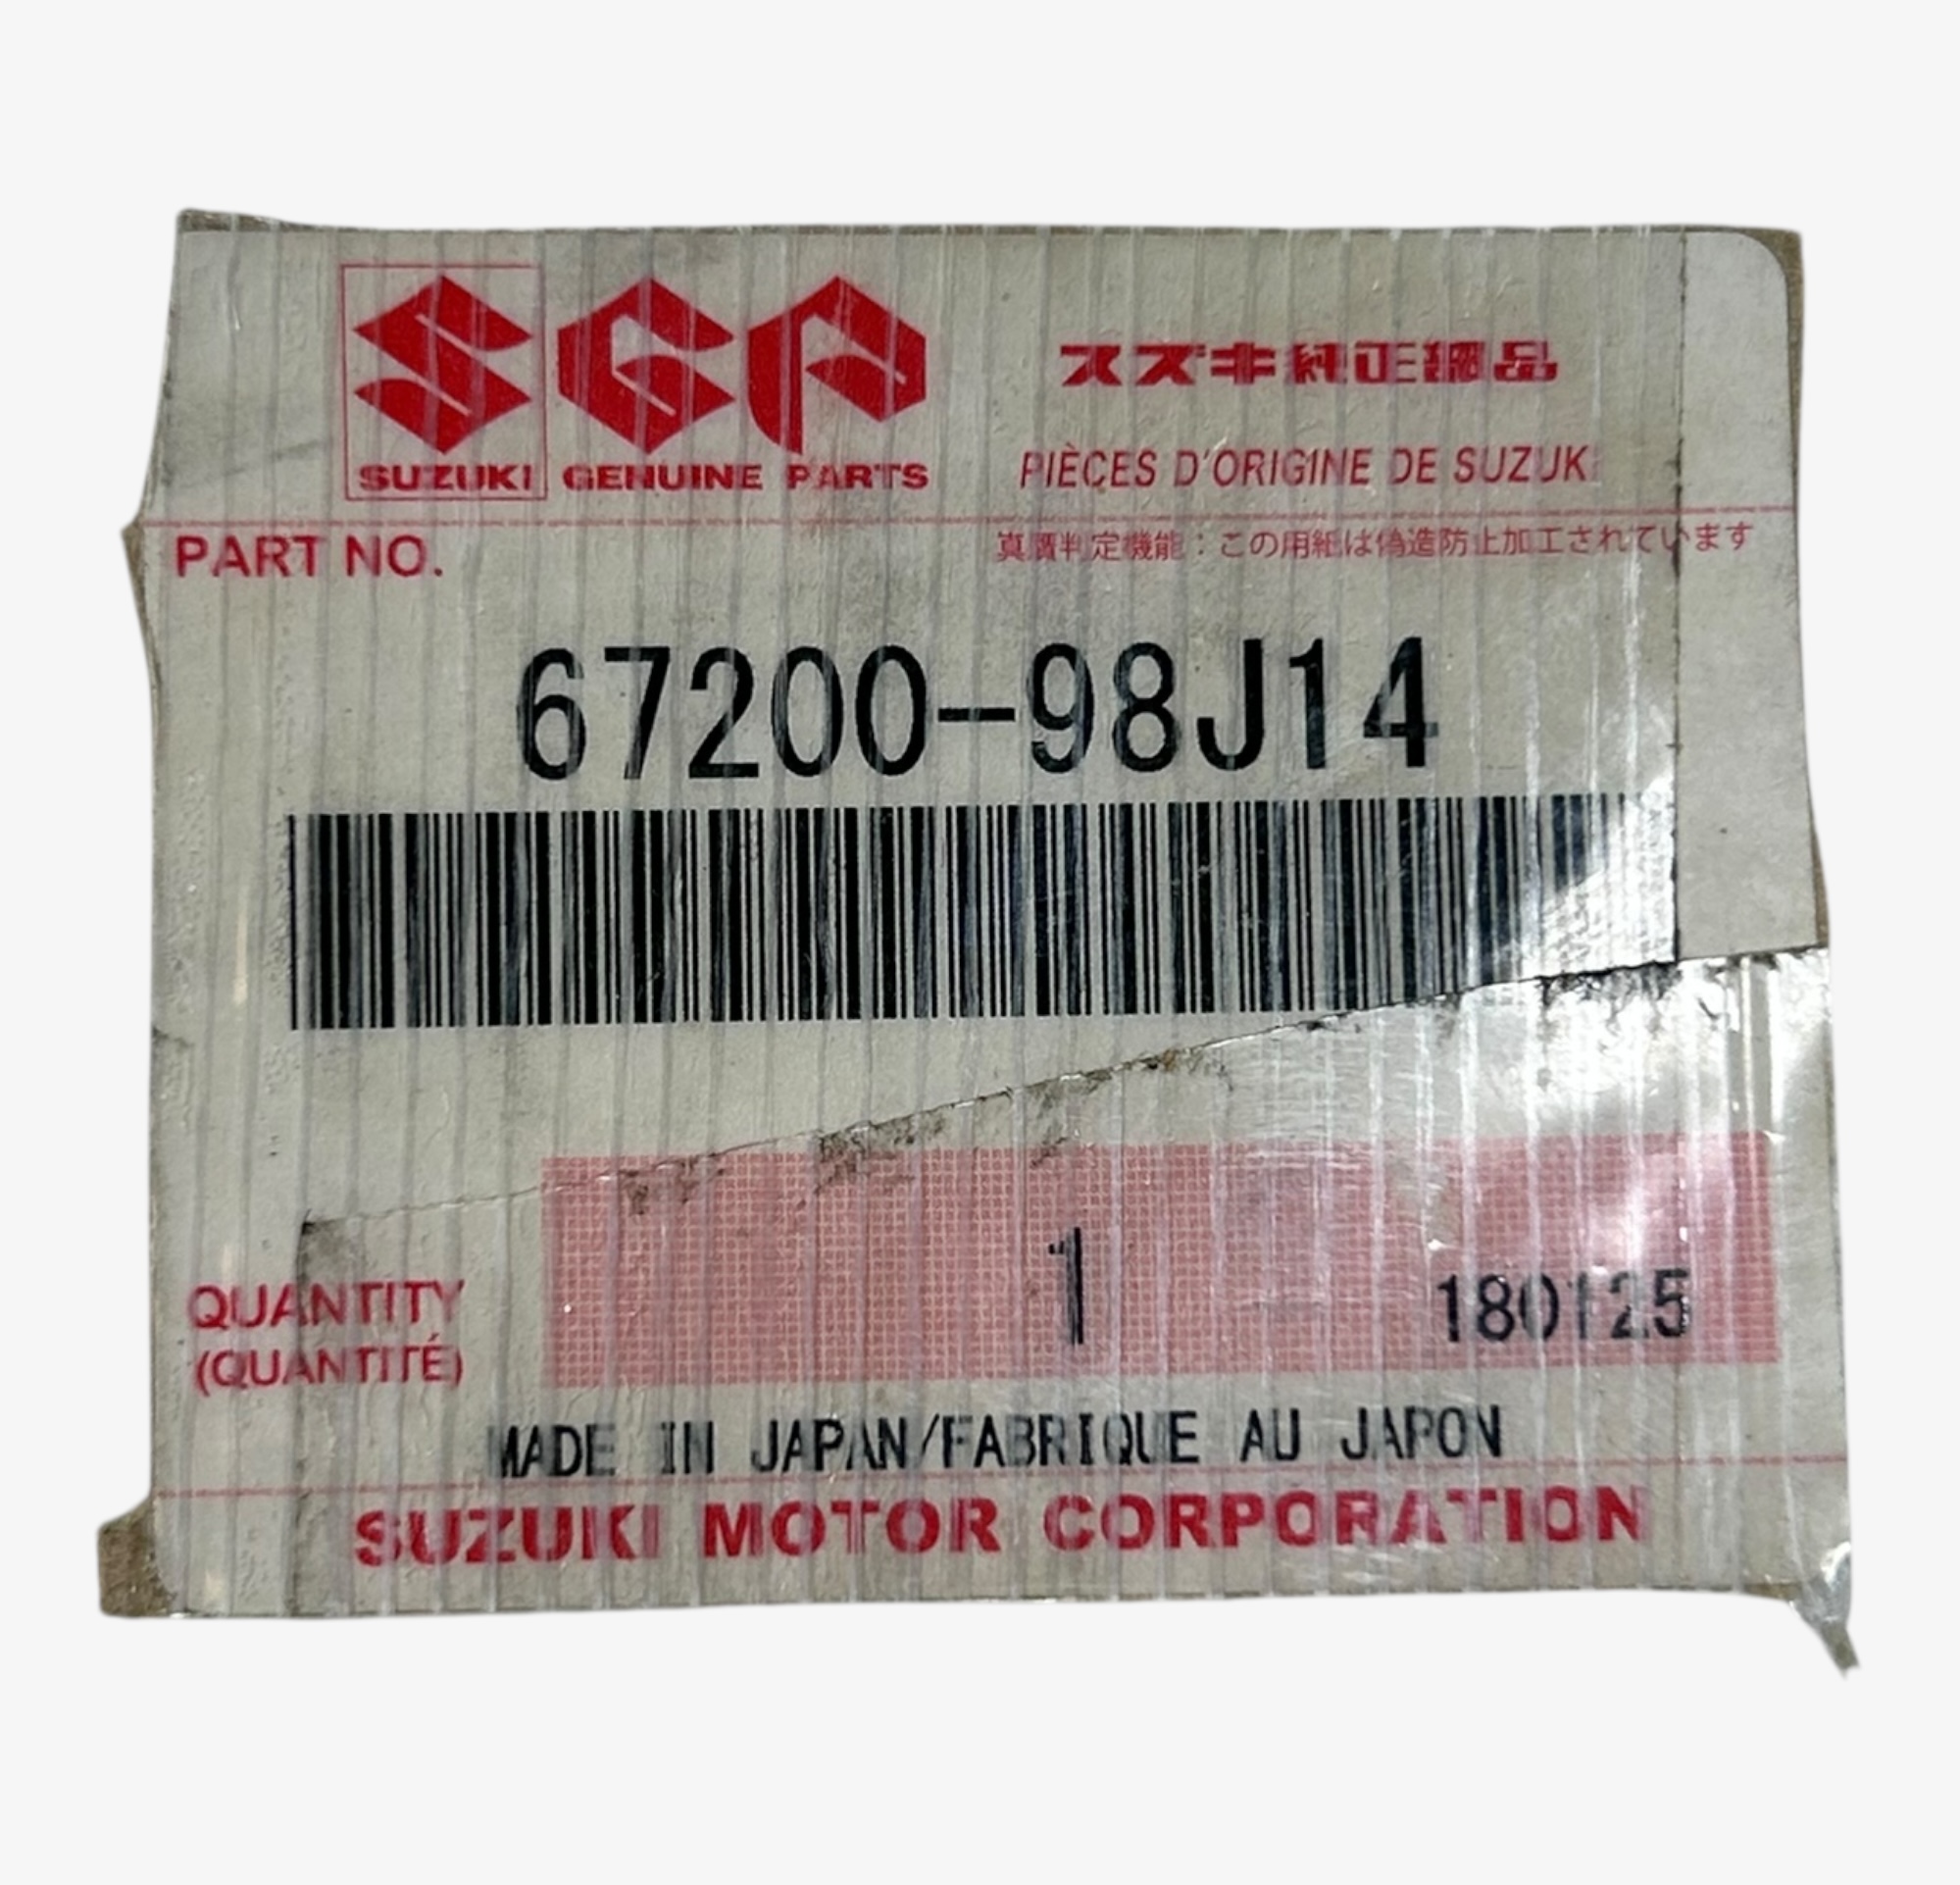 SGP
SUZUKI GENUINE PARTS
スズキ純正部品
PIÈCES D'ORIGINE DE SUZUKI
PART NO.
真贋判定機能：この用紙は偽造防止加工されています
67200-98J14
1
180125
QUANTITY
(QUANTITÉ)
MADE IN JAPAN/FABRIQUE AU JAPON
SUZUKI MOTOR CORPORATION